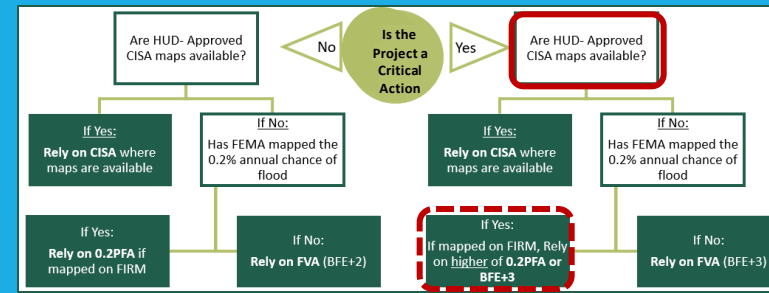 Is the
Project a
Critical
Action
No
Yes
Are HUD- Approved
CISA maps available?
If Yes:
Rely on CISA where
maps are available
If No:
Has FEMA mapped the
0.2% annual chance of
flood
If Yes:
Rely on 0.2PFA if
mapped on FIRM
If No:
Rely on FVA (BFE+2)
Are HUD- Approved
CISA maps available?
If Yes:
Rely on CISA where
maps are available
If No:
Has FEMA mapped the
0.2% annual chance of
flood
If Yes:
If mapped on FIRM, Rely
on higher of 0.2PFA or
BFE+3
If No:
Rely on FVA (BFE+3)